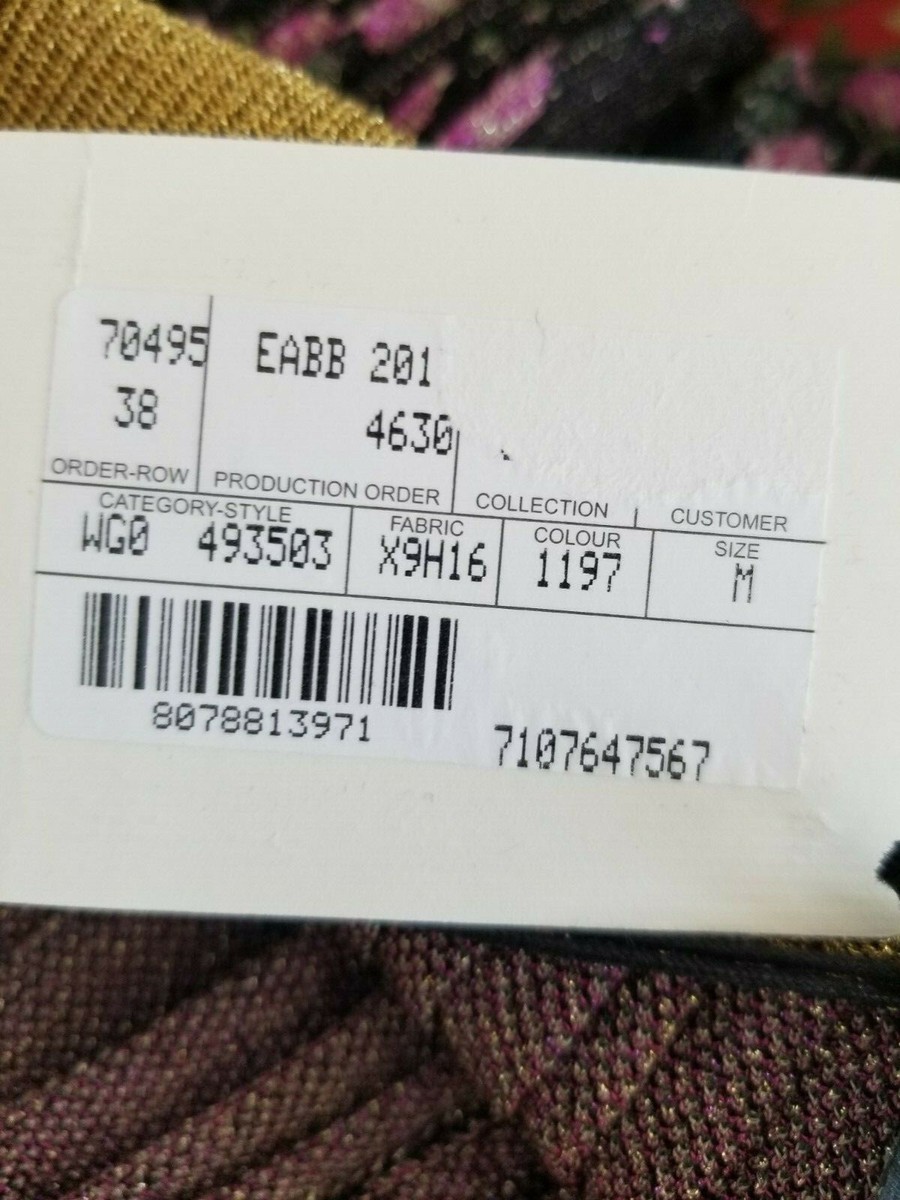 70495 EABB 201
38 4630
ORDER-ROW PRODUCTION ORDER COLLECTION CUSTOMER
CATEGORY-STYLE FABRIC COLOUR SIZE
WG0 493503 X9H16 1197 M
8078813971 7107647567